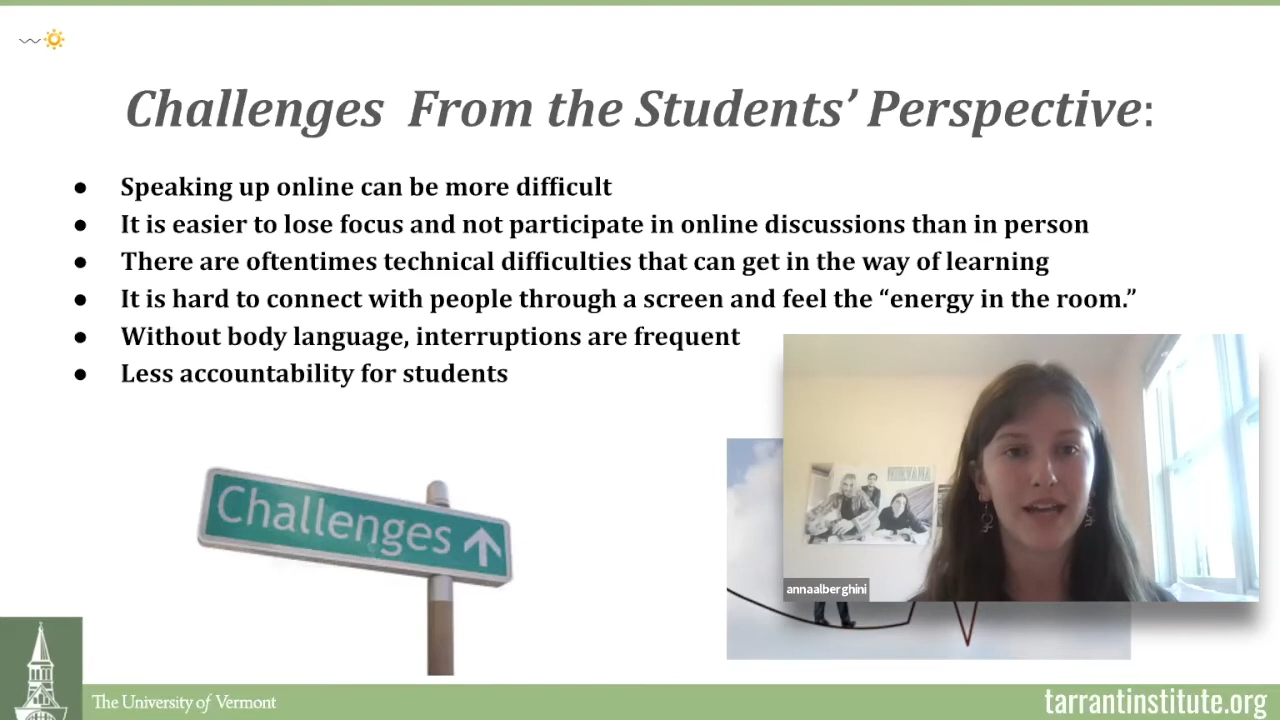 Challenges From the Students’ Perspective:
● Speaking up online can be more difficult
● It is easier to lose focus and not participate in online discussions than in person
● There are oftentimes technical difficulties that can get in the way of learning
● It is hard to connect with people through a screen and feel the “energy in the room.”
● Without body language, interruptions are frequent
● Less accountability for students
NIRVANA
Challenges
annaalberghini
The University of Vermont
tarrantinstitute.org